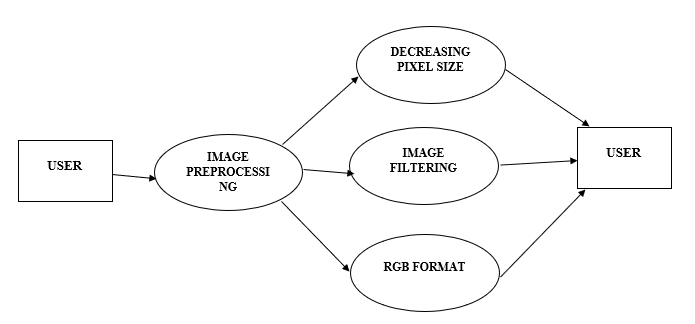 USER
IMAGE
PREPROCESSI
NG
DECREASING
PIXEL SIZE
IMAGE
FILTERING
RGB FORMAT
USER